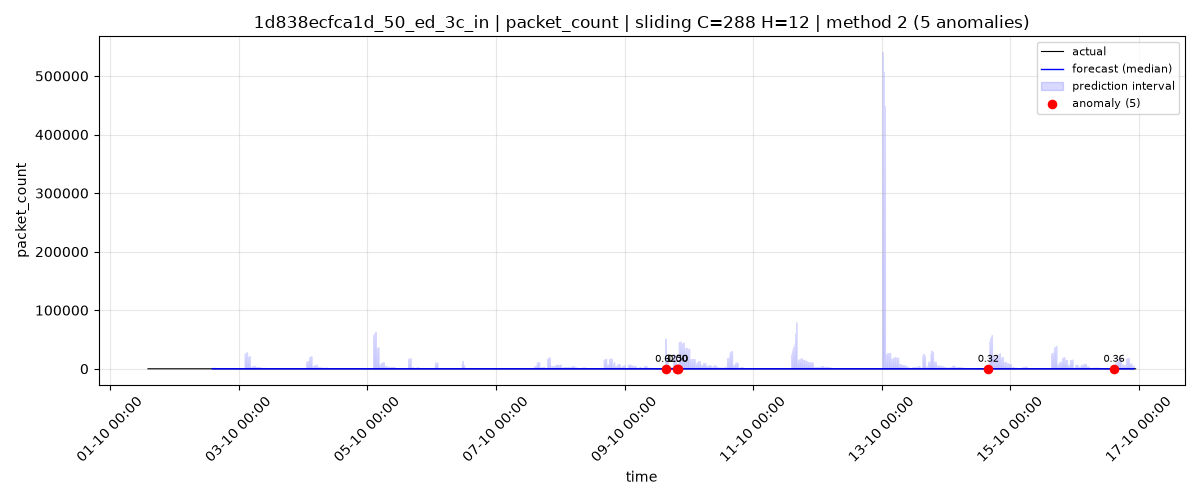 1d838ecfca1d_50_ed_3c_in | packet_count | sliding C=288 H=12 | method 2 (5 anomalies)
actual
forecast (median)
prediction interval
anomaly (5)
packet_count
500000
400000
300000
200000
100000
0
0.32
0.36
01-10 00:00
03-10 00:00
05-10 00:00
07-10 00:00
09-10 00:00
11-10 00:00
13-10 00:00
15-10 00:00
17-10 00:00
time